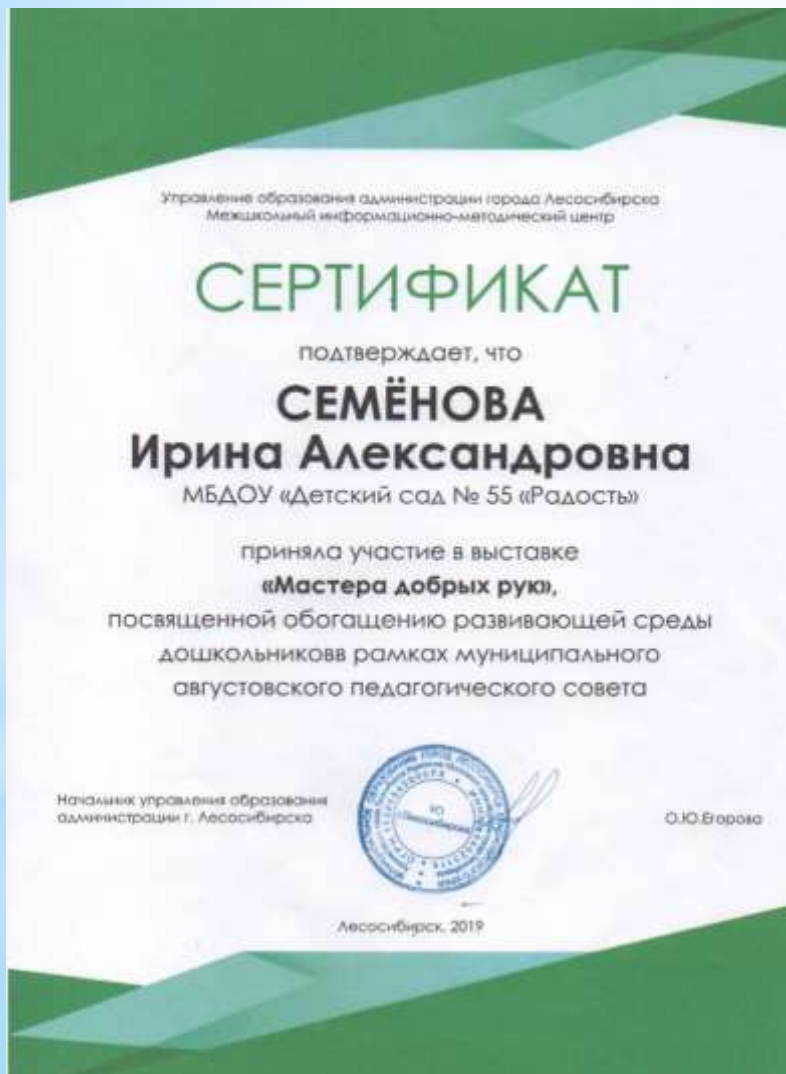 Управление образования администрации города Лесосибирска
Межшкольный информационно-методический центр
СЕРТИФИКАТ
подтверждает, что
СЕМЁНОВА
Ирина Александровна
МБДОУ «Детский сад № 55 «Радость»
приняла участие в выставке
«Мастера добрых рук»,
посвященной обогащению развивающей среды
дошкольниковв рамках муниципального
августовского педагогического совета
Начальник управления образования
администрации г. Лесосибирска
О.Ю.Егорова
Лесосибирск, 2019